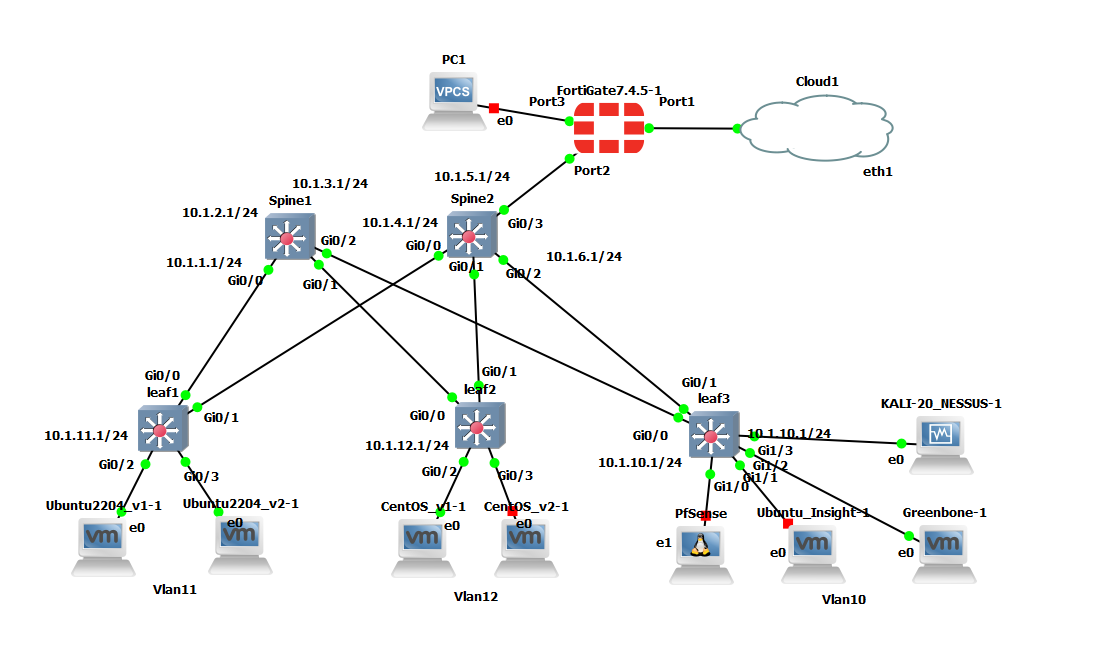 PC1
VPCS
e0
Port3
FortiGate7.4.5-1
Port1
Port2
Cloud1
eth1
10.1.3.1/24
Spine1
10.1.2.1/24
10.1.1.1/24
Gi0/0
Gi0/1
Gi0/2
10.1.5.1/24
Spine2
10.1.4.1/24
Gi0/0
Gi0/1
Gi0/2
Gi0/3
10.1.6.1/24
Gi0/0
leaf1
Gi0/1
10.1.11.1/24
Gi0/2
Gi0/3
Gi0/1
leaf2
Gi0/0
10.1.12.1/24
Gi0/2
Gi0/3
Gi0/1
leaf3
Gi0/0
10.1.10.1/24
10.1.10.1/24
Gi1/3
Gi1/2
Gi1/1
Gi1/0
KALI-20_NESSUS-1
e0
Ubuntu2204_v1-1
e0
vm
Ubuntu2204_v2-1
e0
vm
Vlan11
CentOS_v1-1
e0
vm
CentOS_v2-1
e0
vm
Vlan12
PfSense
e1
Ubuntu_Insight-1
e0
vm
Greenbone-1
e0
vm
Vlan10